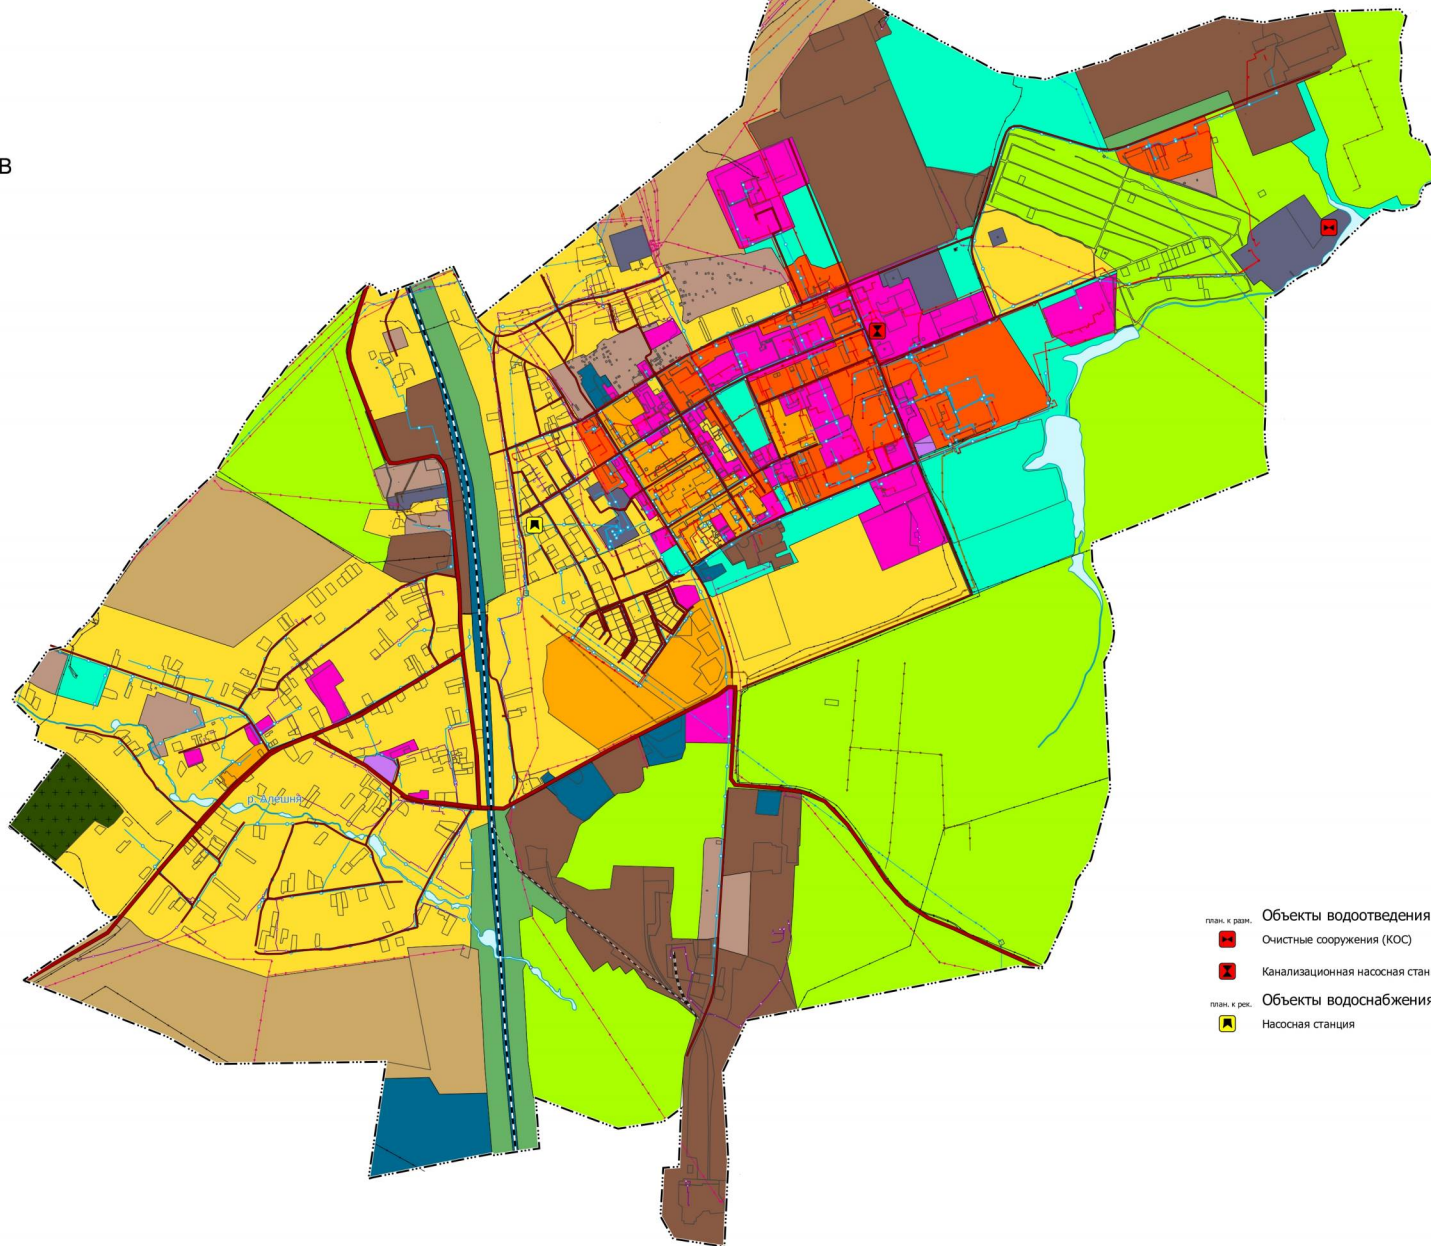 в
р. Алешня
план. к разм. Объекты водоотведения
Очистные сооружения (КОС)
Канализационная насосная стан
план. к рек. Объекты водоснабжения
Насосная станция